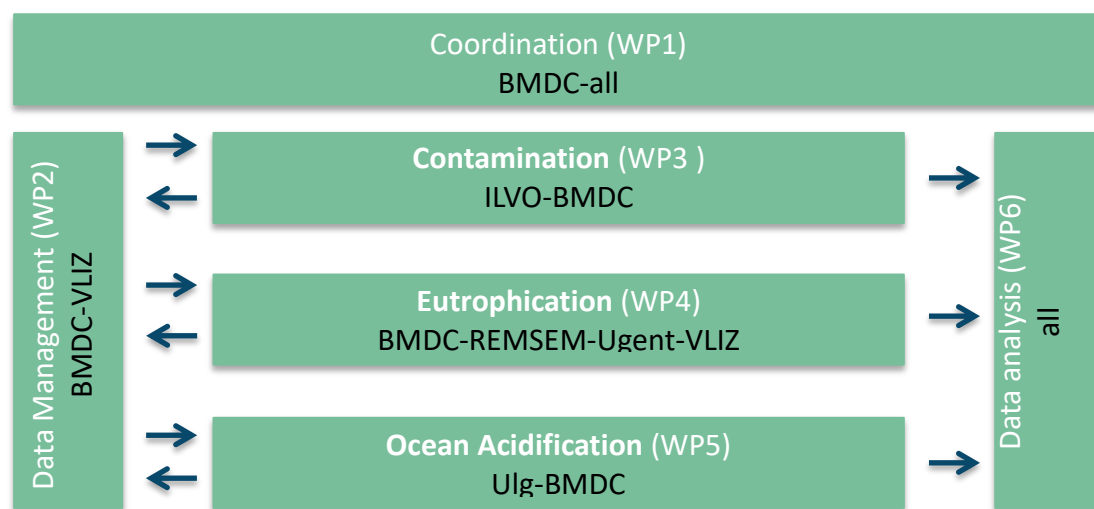 Coordination (WP1)
BMDC-all
Data Management (WP2)
BMDC-VLIZ
Contamination (WP3 )
ILVO-BMDC
Eutrophication (WP4)
BMDC-REMSEM-Ugent-VLIZ
Ocean Acidification (WP5)
Ulg-BMDC
Data analysis (WP6)
all